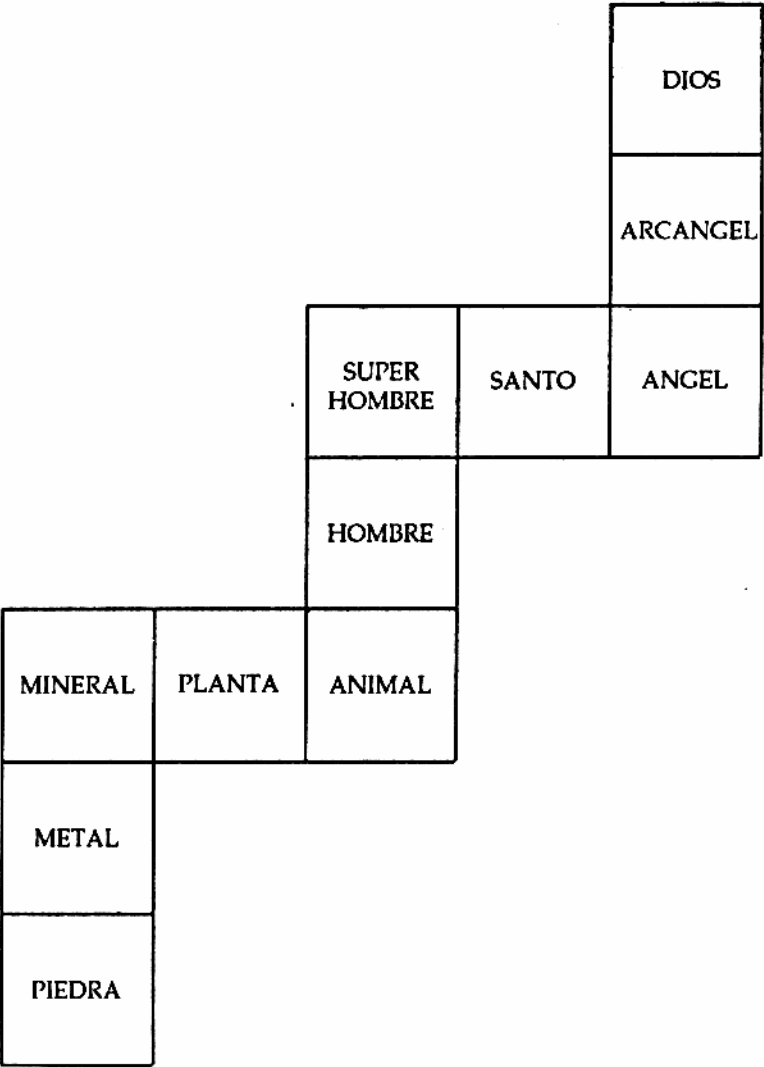 DIOS
ARCANGEL
SUPER
HOMBRE
SANTO
ANGEL
HOMBRE
MINERAL
PLANTA
ANIMAL
METAL
PIEDRA